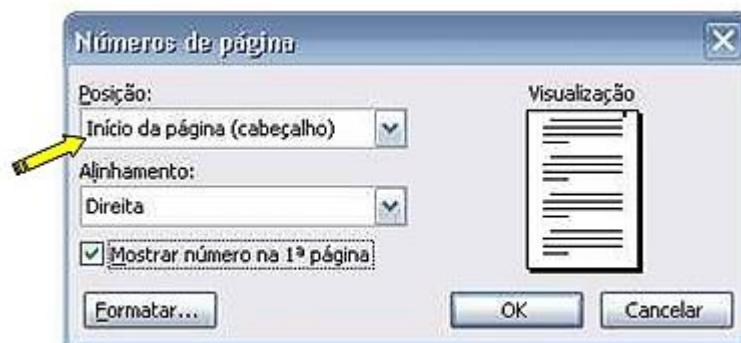 Números de página
Posição:
Visualização
Início da página (cabeçalho)
Alinhamento:
Direita
Mostrar número na 1ª página
Formatar...
OK
Cancelar